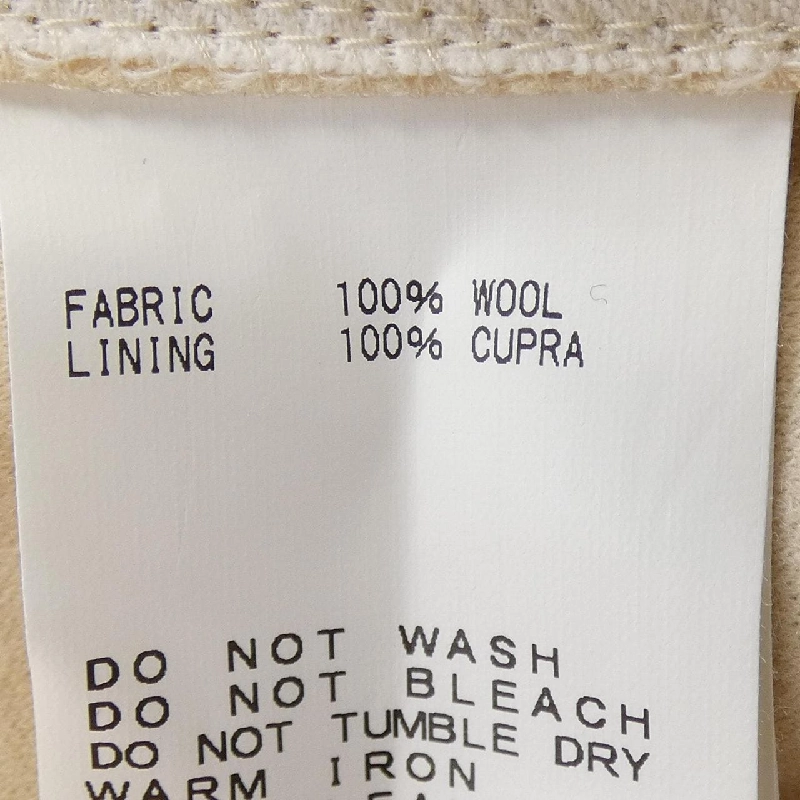 FABRIC 100% WOOL
LINING 100% CUPRA
DO NOT WASH
DO NOT BLEACH
DO NOT TUMBLE DRY
WARM IRON